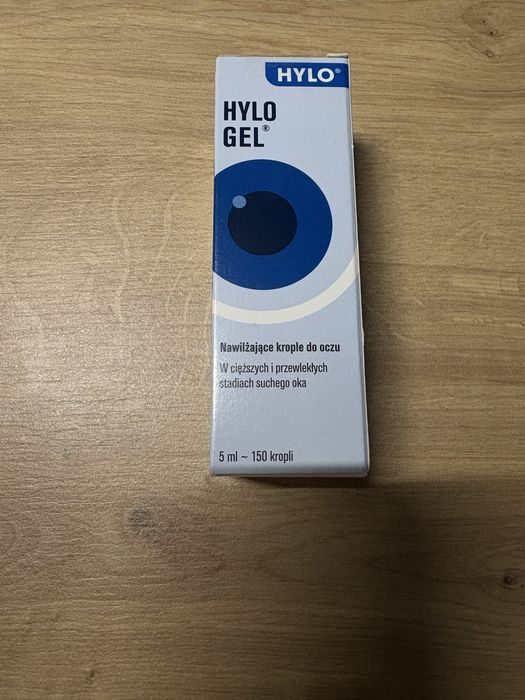 HYLO®
HYLO
GEL®
Nawilżające krople do oczu
W cięższych i przewlekłych
stadiach suchego oka
5 ml ~ 150 kropli